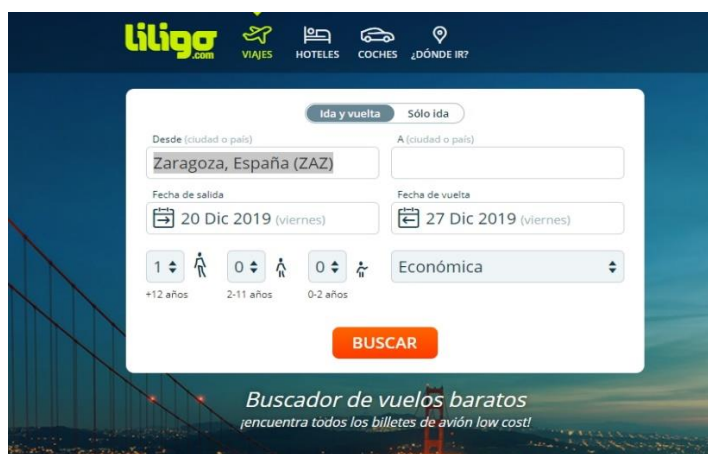 liligo
.com
VIAJES
HOTELES
COCHES
¿DÓNDE IR?
Ida y vuelta
Sólo ida
Desde (ciudad o país)
A (ciudad o país)
Zaragoza, España (ZAZ)
Fecha de salida
Fecha de vuelta
20 Dic 2019 (viernes)
27 Dic 2019 (viernes)
1
0
0
Económica
+12 años
2-11 años
0-2 años
BUSCAR
Buscador de vuelos baratos
¡encuentra todos los billetes de avión low cost!